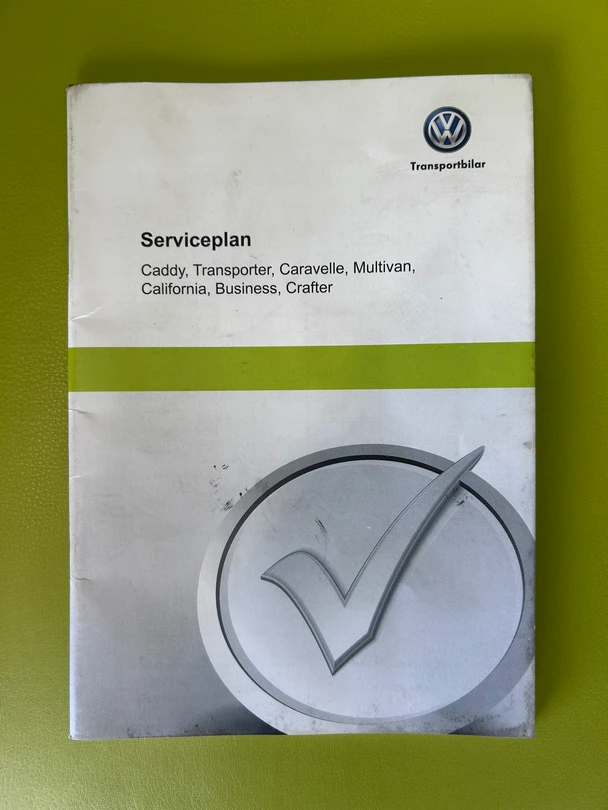 Transportbilar
Serviceplan
Caddy, Transporter, Caravelle, Multivan,
California, Business, Crafter